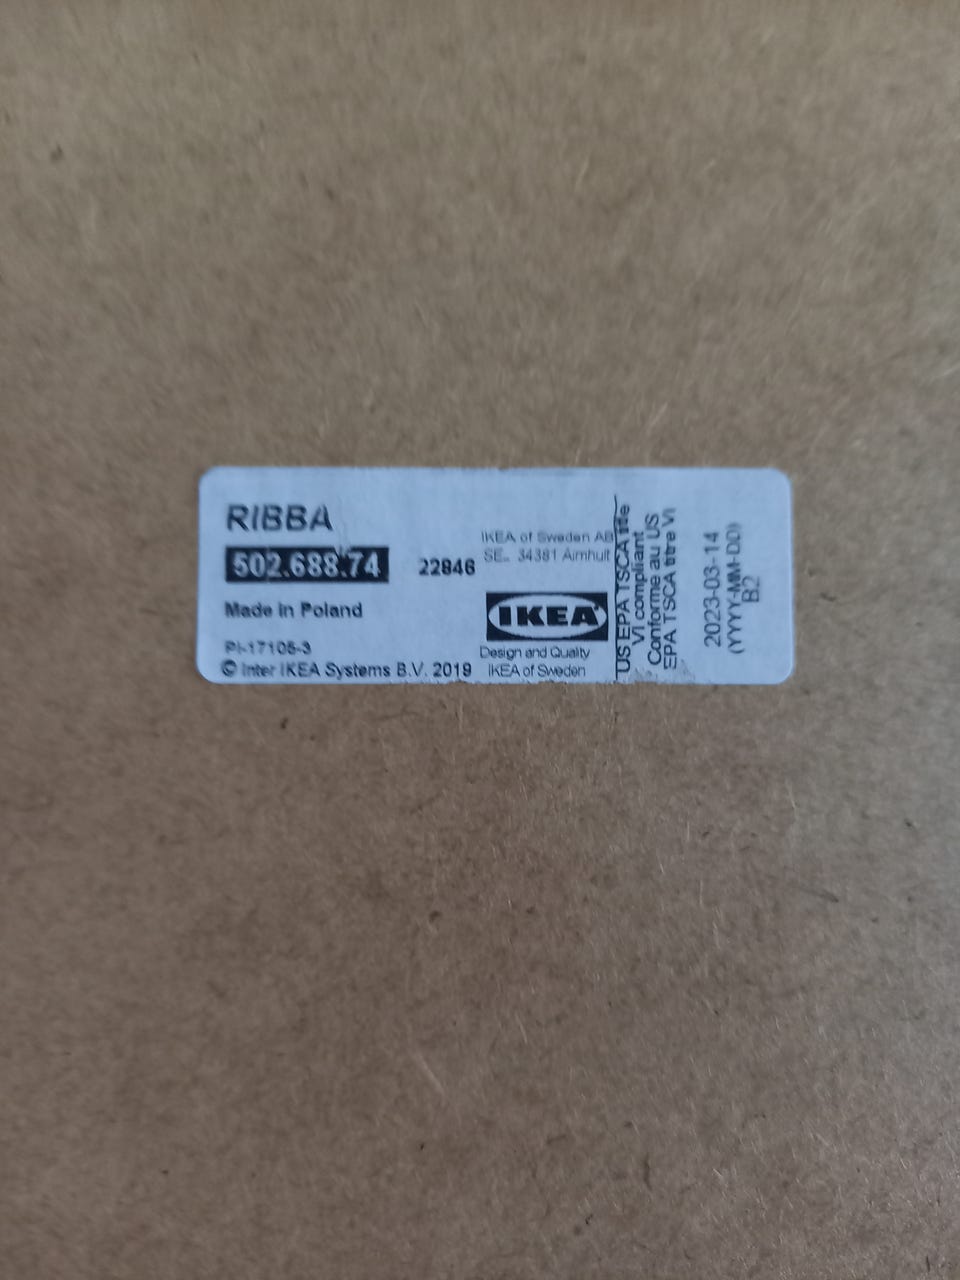 RIBBA
502.688.74
22846
Made in Poland
PI-17105-3
© Inter IKEA Systems B.V. 2019
IKEA of Sweden AB
SE- 34381 Älmhult
IKEA
Design and Quality
IKEA of Sweden
US EPA TSCA title
VI compliant
Conforme au US
EPA TSCA titre VI
2023-03-14
(YYYY-MM-DD)
B2